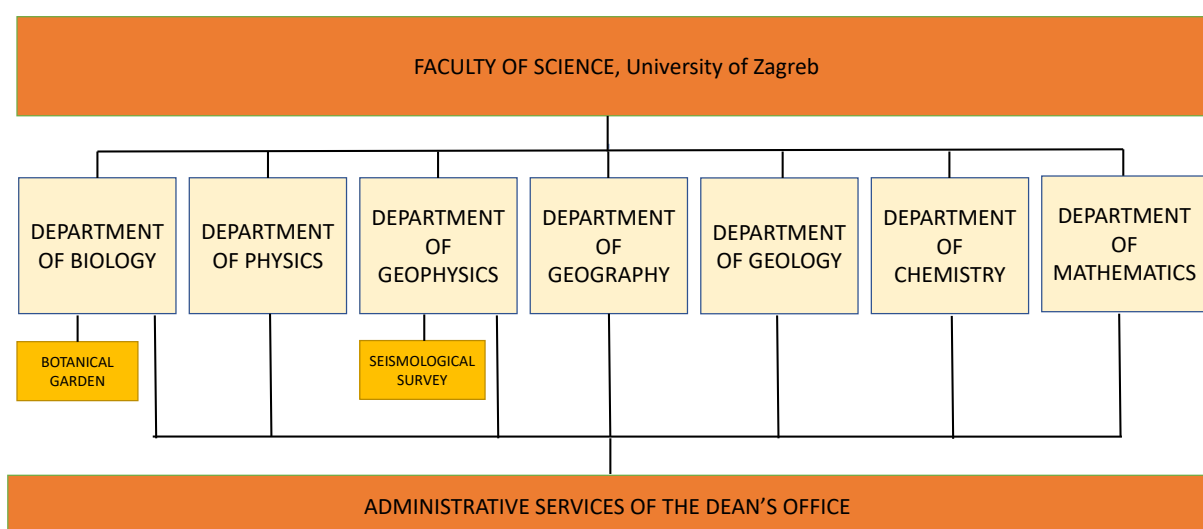 FACULTY OF SCIENCE, University of Zagreb
DEPARTMENT
OF BIOLOGY
DEPARTMENT
OF PHYSICS
DEPARTMENT
OF
GEOPHYSICS
DEPARTMENT
OF
GEOGRAPHY
DEPARTMENT
OF GEOLOGY
DEPARTMENT
OF
CHEMISTRY
DEPARTMENT
OF
MATHEMATICS
BOTANICAL
GARDEN
SEISMOLOGICAL
SURVEY
ADMINISTRATIVE SERVICES OF THE DEAN’S OFFICE